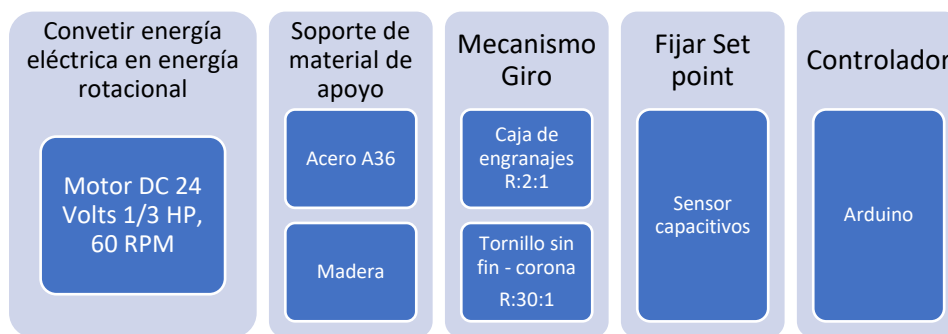 Convetir energía
eléctrica en energía
rotacional
Motor DC 24
Volts 1/3 HP,
60 RPM
Soporte de
material de
apoyo
Acero A36
Madera
Mecanismo
Giro
Caja de
engranajes
R:2:1
Tornillo sin
fin - corona
R:30:1
Fijar Set
point
Sensor
capacitivos
Controlador
Arduino